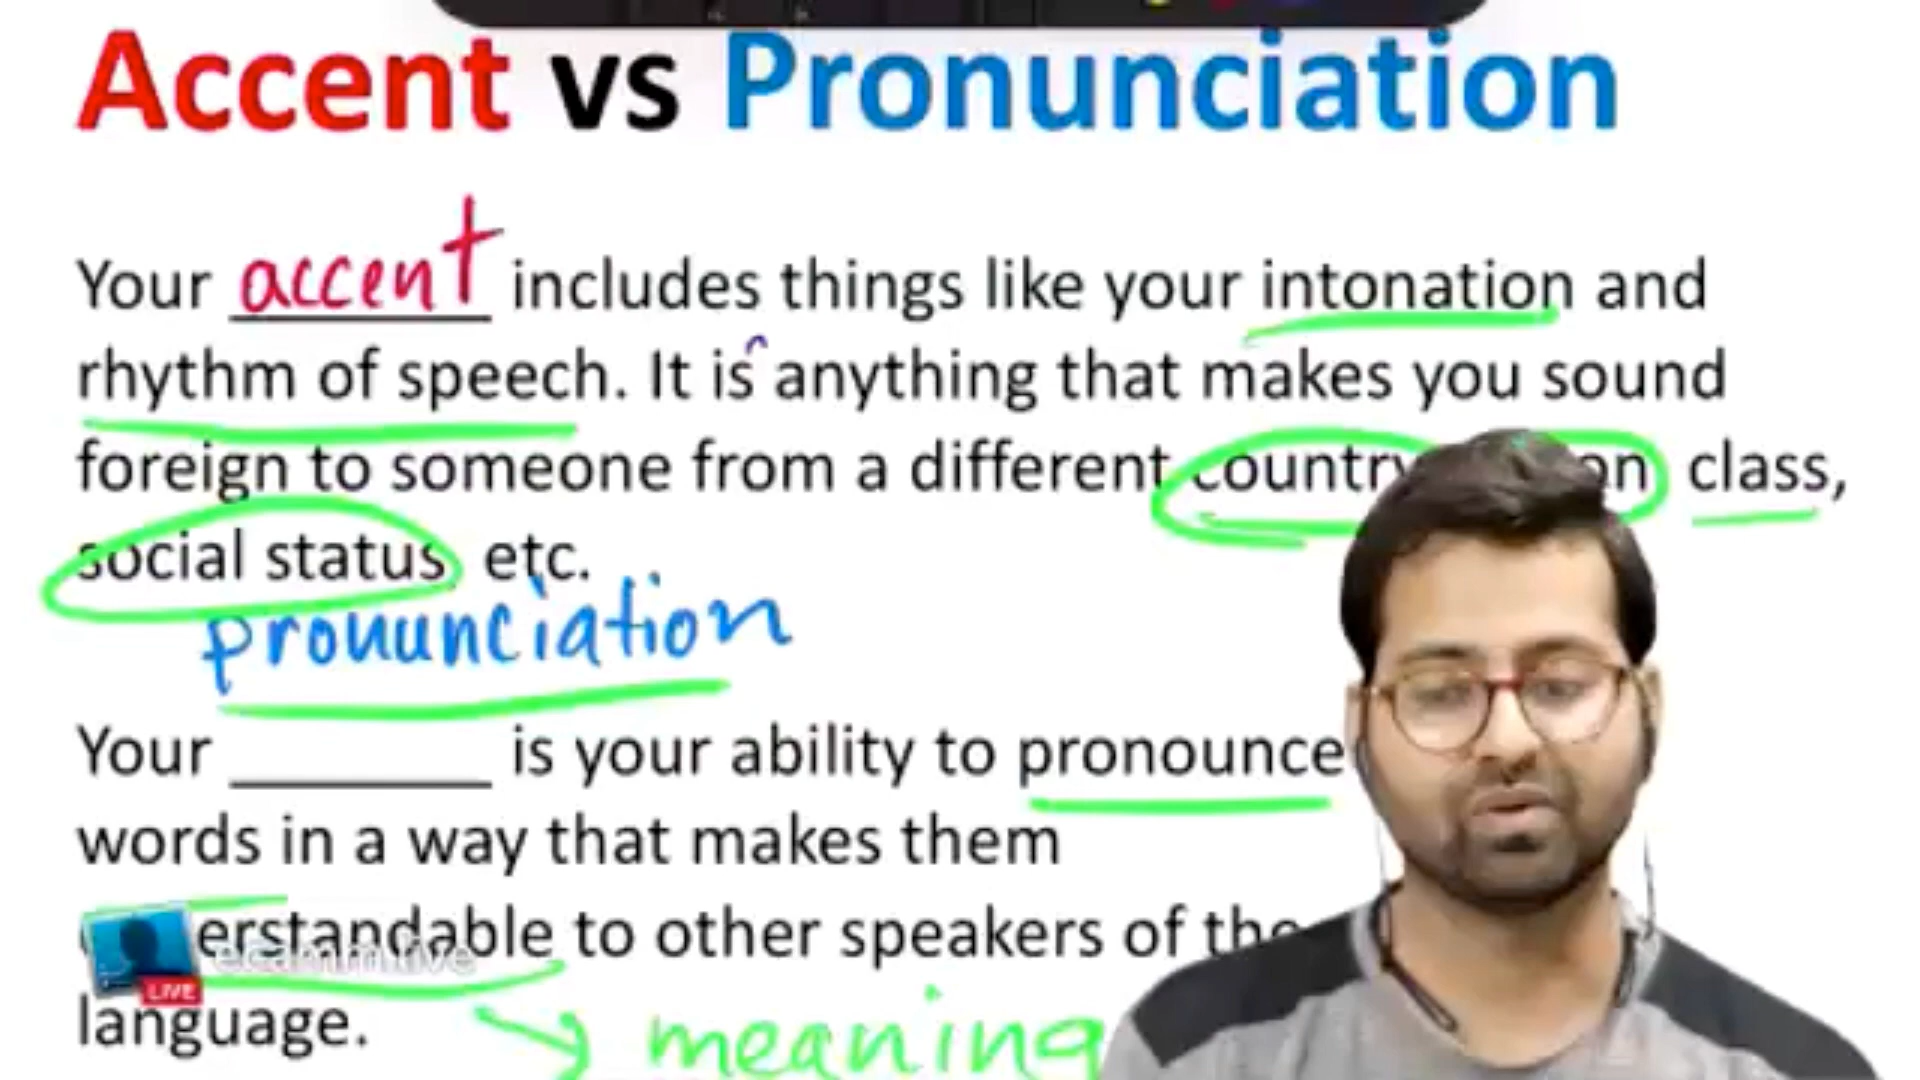 Accent vs Pronunciation
Your accent includes things like your intonation and
rhythm of speech. It is anything that makes you sound
foreign to someone from a different country class,
social status etc.
pronunciation
Your ________ is your ability to pronounce
words in a way that makes them
erstandable to other speakers of the
ecamm.live
LIVE
language.
meaning